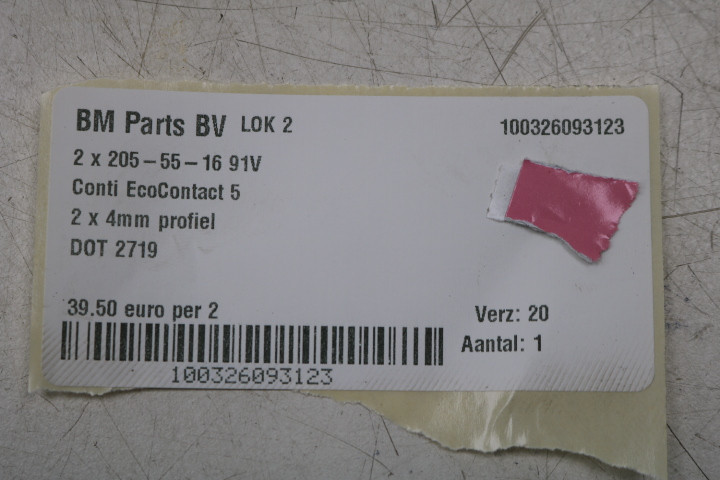 BM Parts BV LOK 2 100326093123
2 x 205-55-16 91V
Conti EcoContact 5
2 x 4mm profiel
DOT 2719
39.50 euro per 2 Verz: 20
Aantal: 1
100326093123